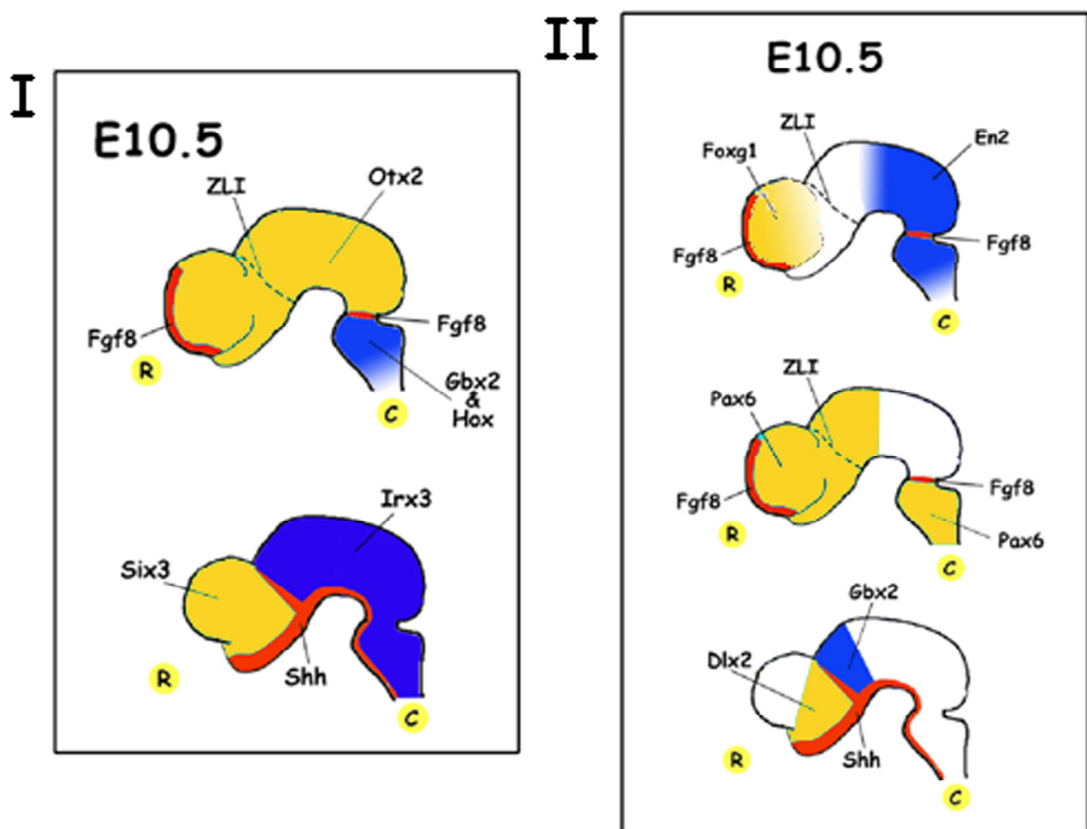 I
E10.5
ZLI
Otx2
Fgf8
Fgf8
R
Gbx2
&
Hox
C
Irx3
Six3
Shh
R
C
II
E10.5
ZLI
En2
Foxg1
Fgf8
Fgf8
R
C
ZLI
Pax6
Fgf8
Fgf8
R
Pax6
C
Gbx2
Dlx2
Shh
R
C